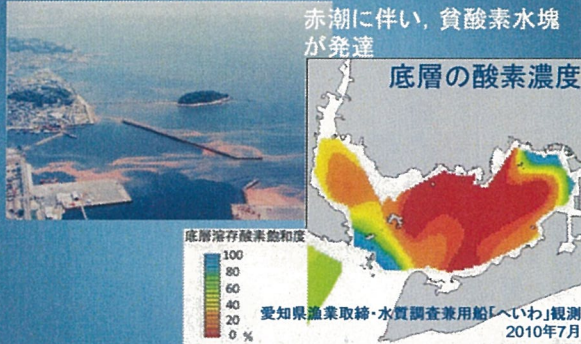 赤潮に伴い，貧酸素水塊
が発達
底層の酸素濃度
底層溶存酸素飽和度
100
80
60
40
20
0 %
愛知県漁業取締・水質調査兼用船「へいわ」観測
2010年7月